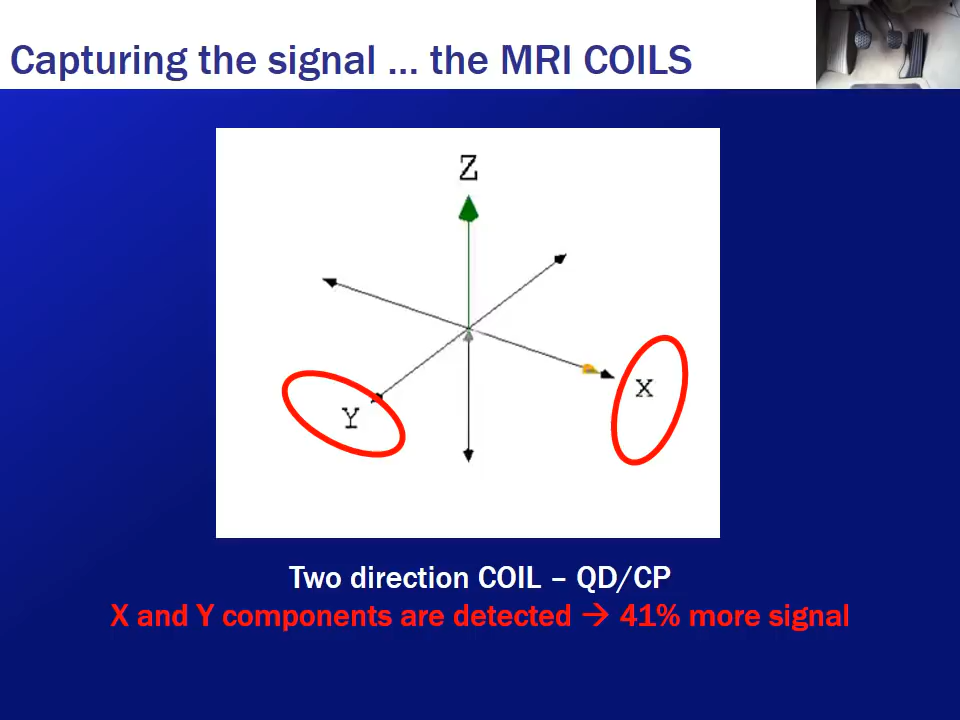 Capturing the signal ... the MRI COILS
Z
Y
X
Two direction COIL – QD/CP
X and Y components are detected → 41% more signal